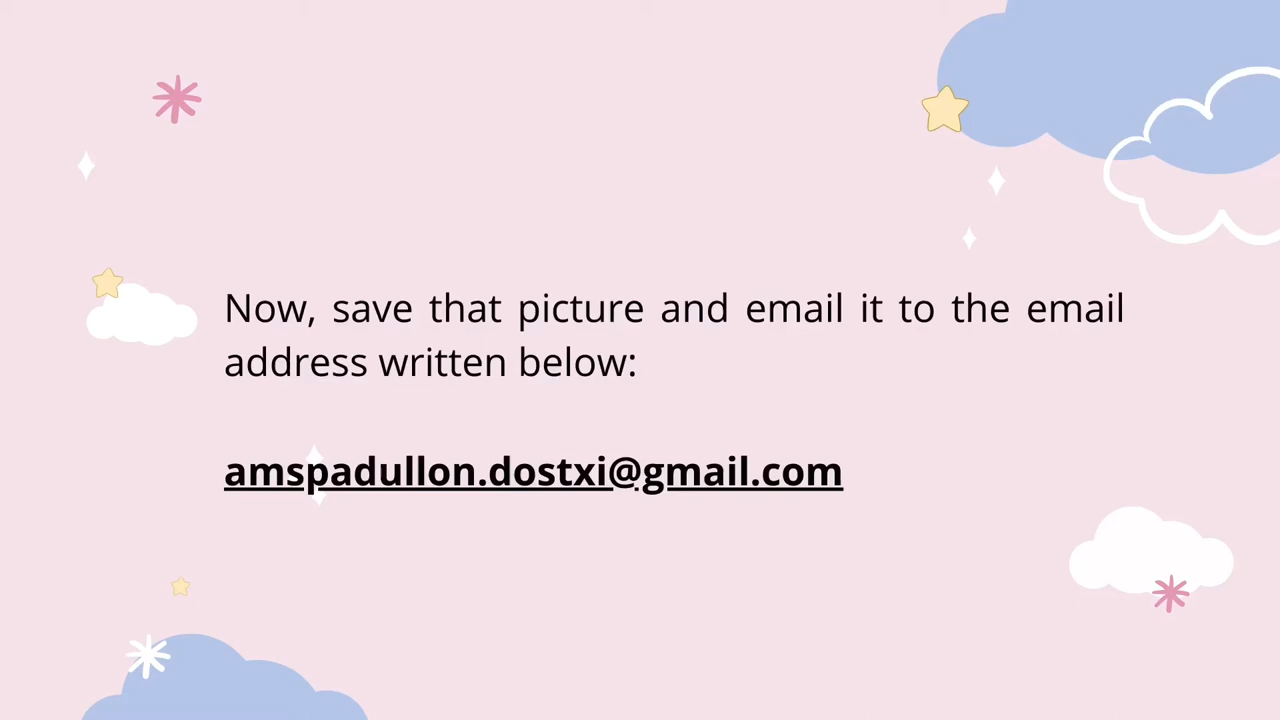 Now, save that picture and email it to the email
address written below:
amspadullon.dostxi@gmail.com